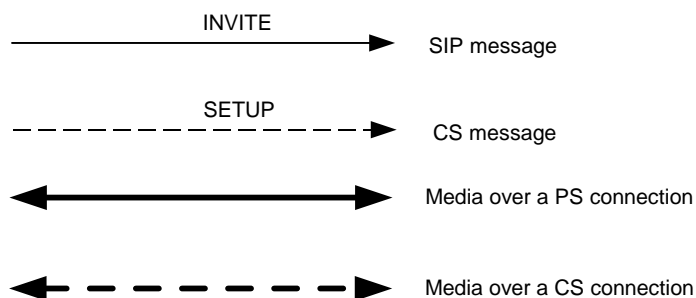 INVITE
SIP message
SETUP
CS message
Media over a PS connection
Media over a CS connection